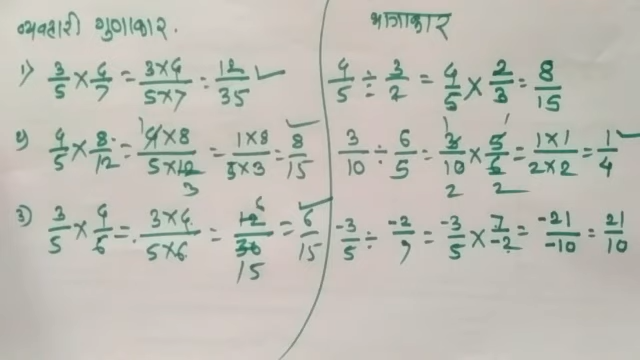 व्यवहारी गुणाकार.
१) 3/5 × 4/7 = 3×4/5×7 = 12/35 ✓
२) 4/5 × 8/12 = 4×8/5×12 = 1×8/5×3 = 8/15
३) 3/5 × 4/6 = 3×4/5×6 = 12/30 = 6/15
भागाकार
4/5 ÷ 3/2 = 4/5 × 2/3 = 8/15
3/10 ÷ 6/5 = 3/10 × 5/6 = 1×1/2×2 = 1/4 ✓
-3/5 ÷ -2/7 = -3/5 × 7/-2 = -21/-10 = 21/10